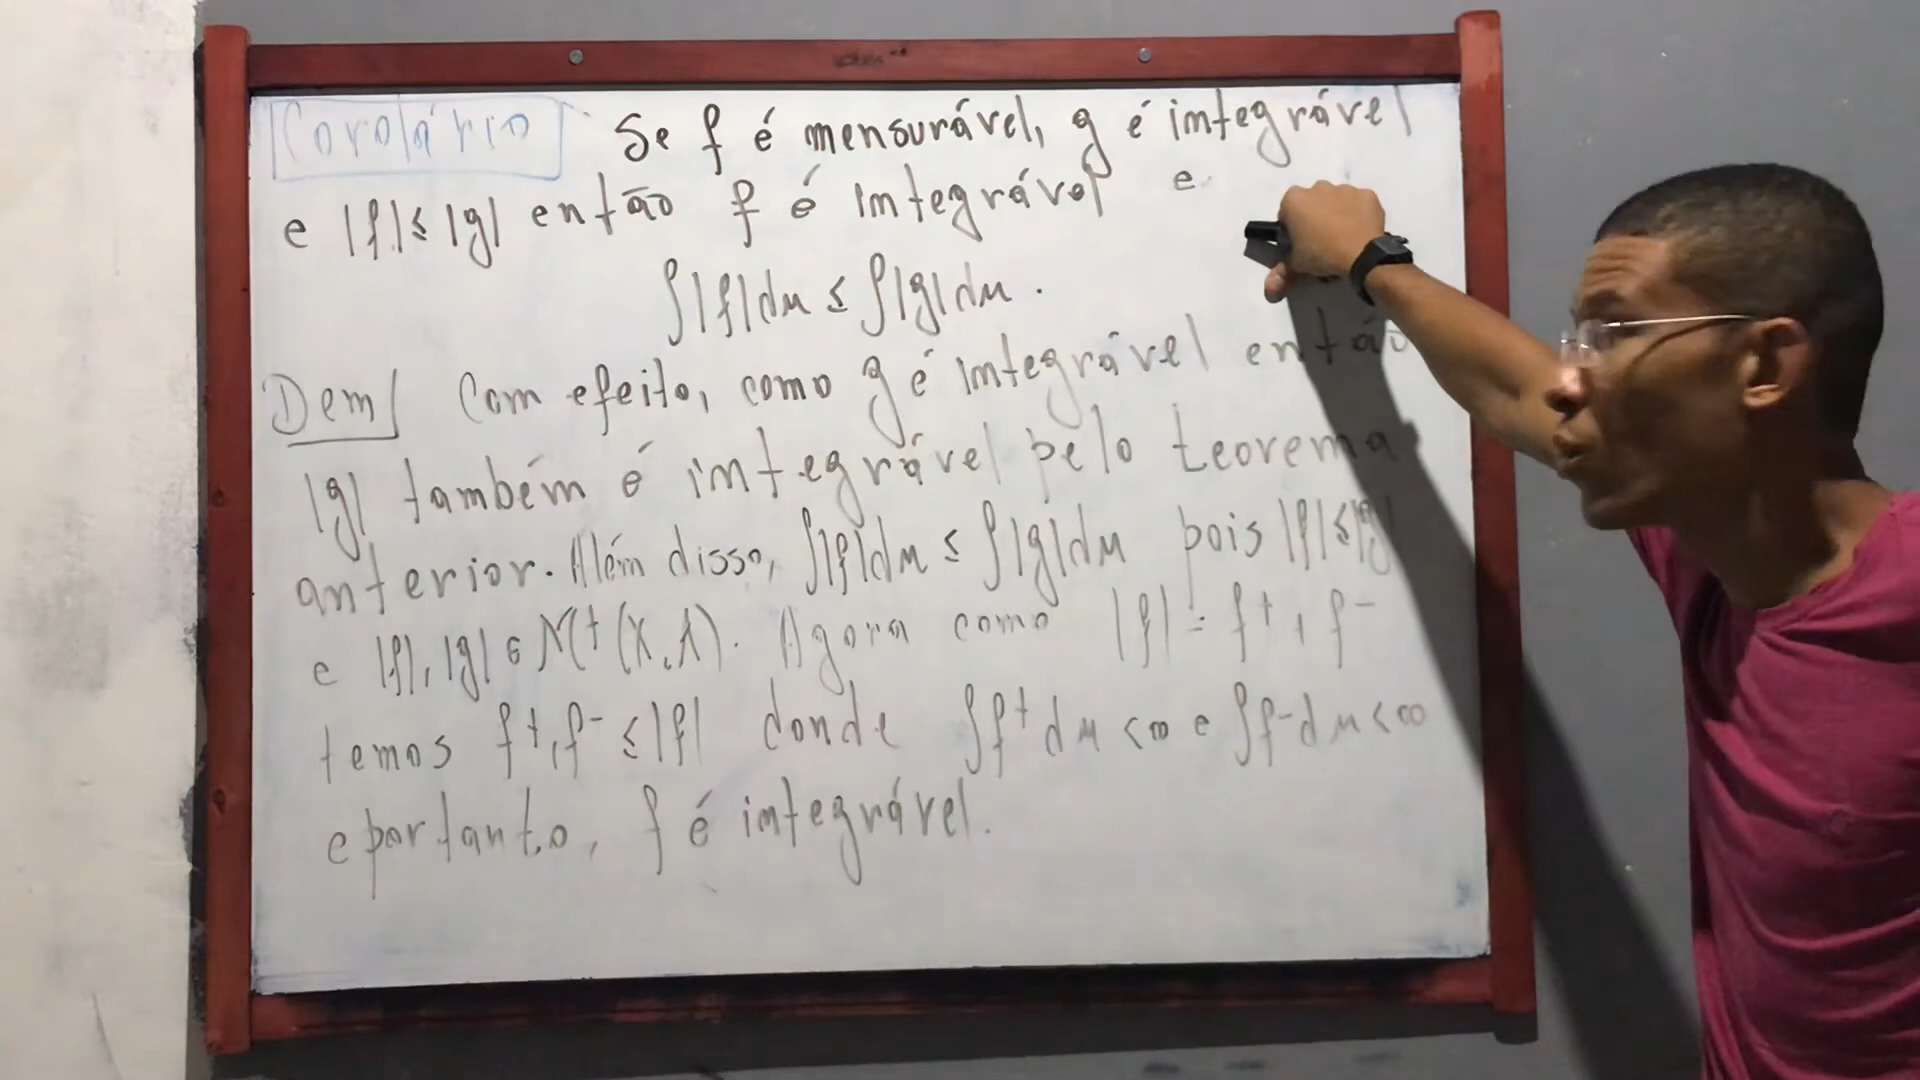 Corolário Se f é mensurável, g é integrável
e |f| ≤ |g| então f é integrável e
∫|f|dμ ≤ ∫|g|dμ.
Dem/ Com efeito, como g é integrável então
|g| também é integrável pelo teorema
anterior. Além disso, ∫|f|dμ ≤ ∫|g|dμ pois |f| ≤ |g|
e |f|, |g| ∈ M⁺(X, A). Agora como |f| = f⁺ + f⁻
temos f⁺, f⁻ ≤ |f| donde ∫f⁺dμ < ∞ e ∫f⁻dμ < ∞
e portanto, f é integrável.